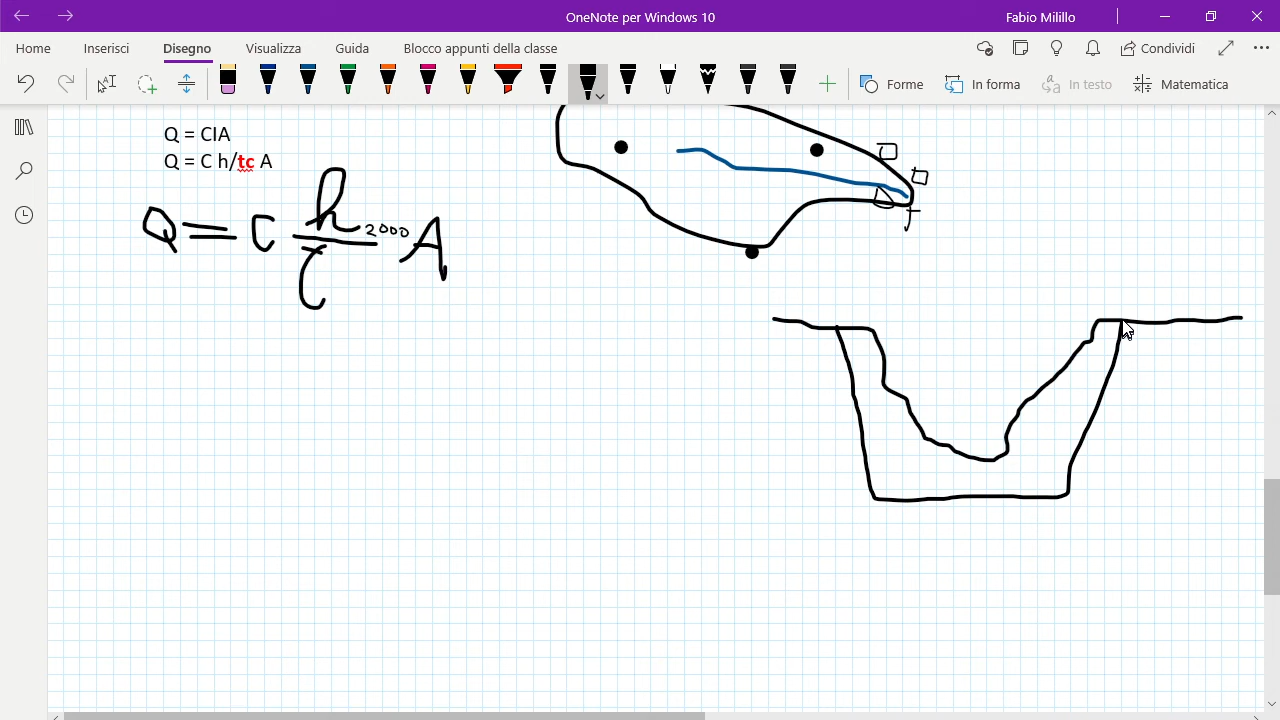 OneNote per Windows 10
Fabio Milillo
Home Inserisci Disegno Visualizza Guida Blocco appunti della classe
Condividi
Forme In forma In testo Matematica
Q = CIA
Q = C h/tc A
Q = C h 2000 A
τ